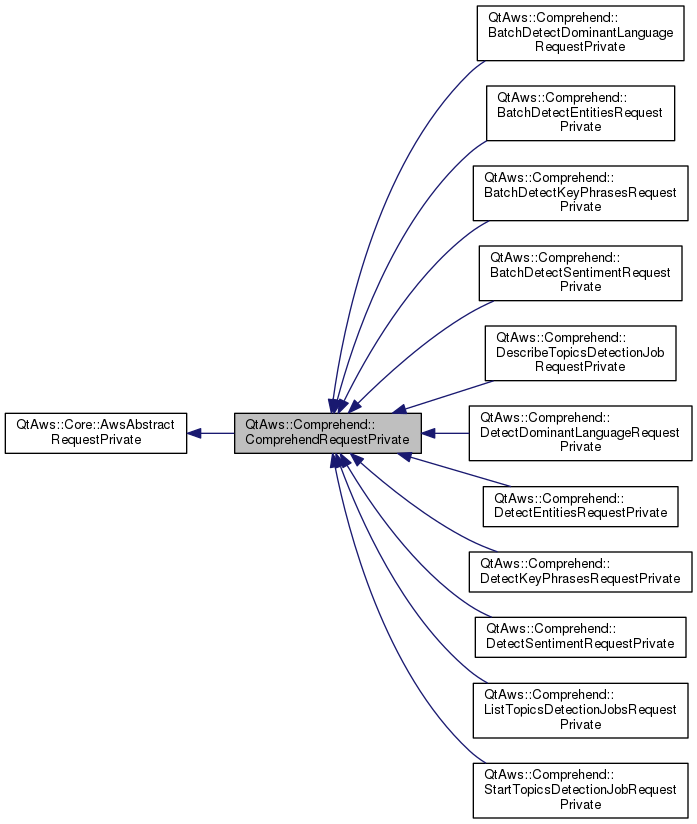 QtAws::Comprehend::
BatchDetectDominantLanguage
RequestPrivate
QtAws::Comprehend::
BatchDetectEntitiesRequest
Private
QtAws::Comprehend::
BatchDetectKeyPhrasesRequest
Private
QtAws::Comprehend::
BatchDetectSentimentRequest
Private
QtAws::Comprehend::
DescribeTopicsDetectionJob
RequestPrivate
QtAws::Core::AwsAbstract
RequestPrivate
QtAws::Comprehend::
ComprehendRequestPrivate
QtAws::Comprehend::
DetectDominantLanguageRequest
Private
QtAws::Comprehend::
DetectEntitiesRequestPrivate
QtAws::Comprehend::
DetectKeyPhrasesRequestPrivate
QtAws::Comprehend::
DetectSentimentRequestPrivate
QtAws::Comprehend::
ListTopicsDetectionJobsRequest
Private
QtAws::Comprehend::
StartTopicsDetectionJobRequest
Private